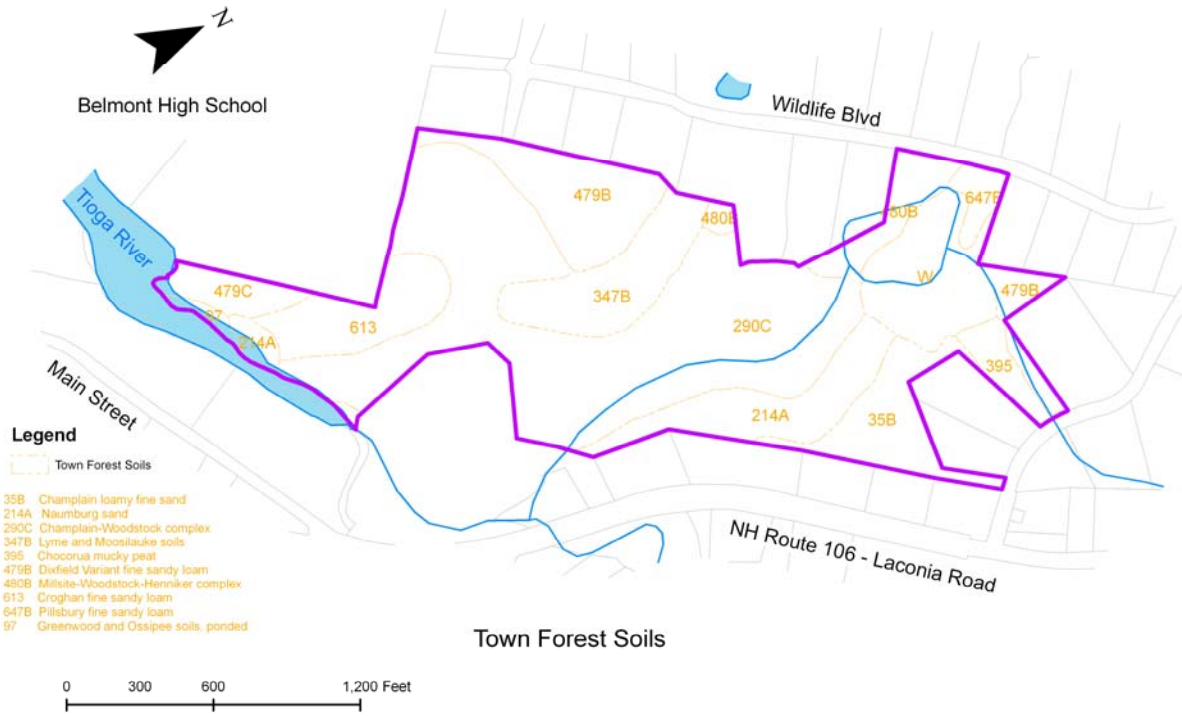 N
Belmont High School
Wildlife Blvd
Tioga River
479B
480B
647B
80B
479C
W
479B
347B
97
613
290C
214A
395
Main Street
214A
35B
Legend
Town Forest Soils
35B Champlain loamy fine sand
214A Naumburg sand
290C Champlain-Woodstock complex
347B Lyme and Moosilauke soils
395 Chocorua mucky peat
479B Dixfield Variant fine sandy loam
480B Millsite-Woodstock-Henniker complex
613 Croghan fine sandy loam
647B Pillsbury fine sandy loam
97 Greenwood and Ossipee soils, ponded
NH Route 106 - Laconia Road
Town Forest Soils
0 300 600 1,200 Feet